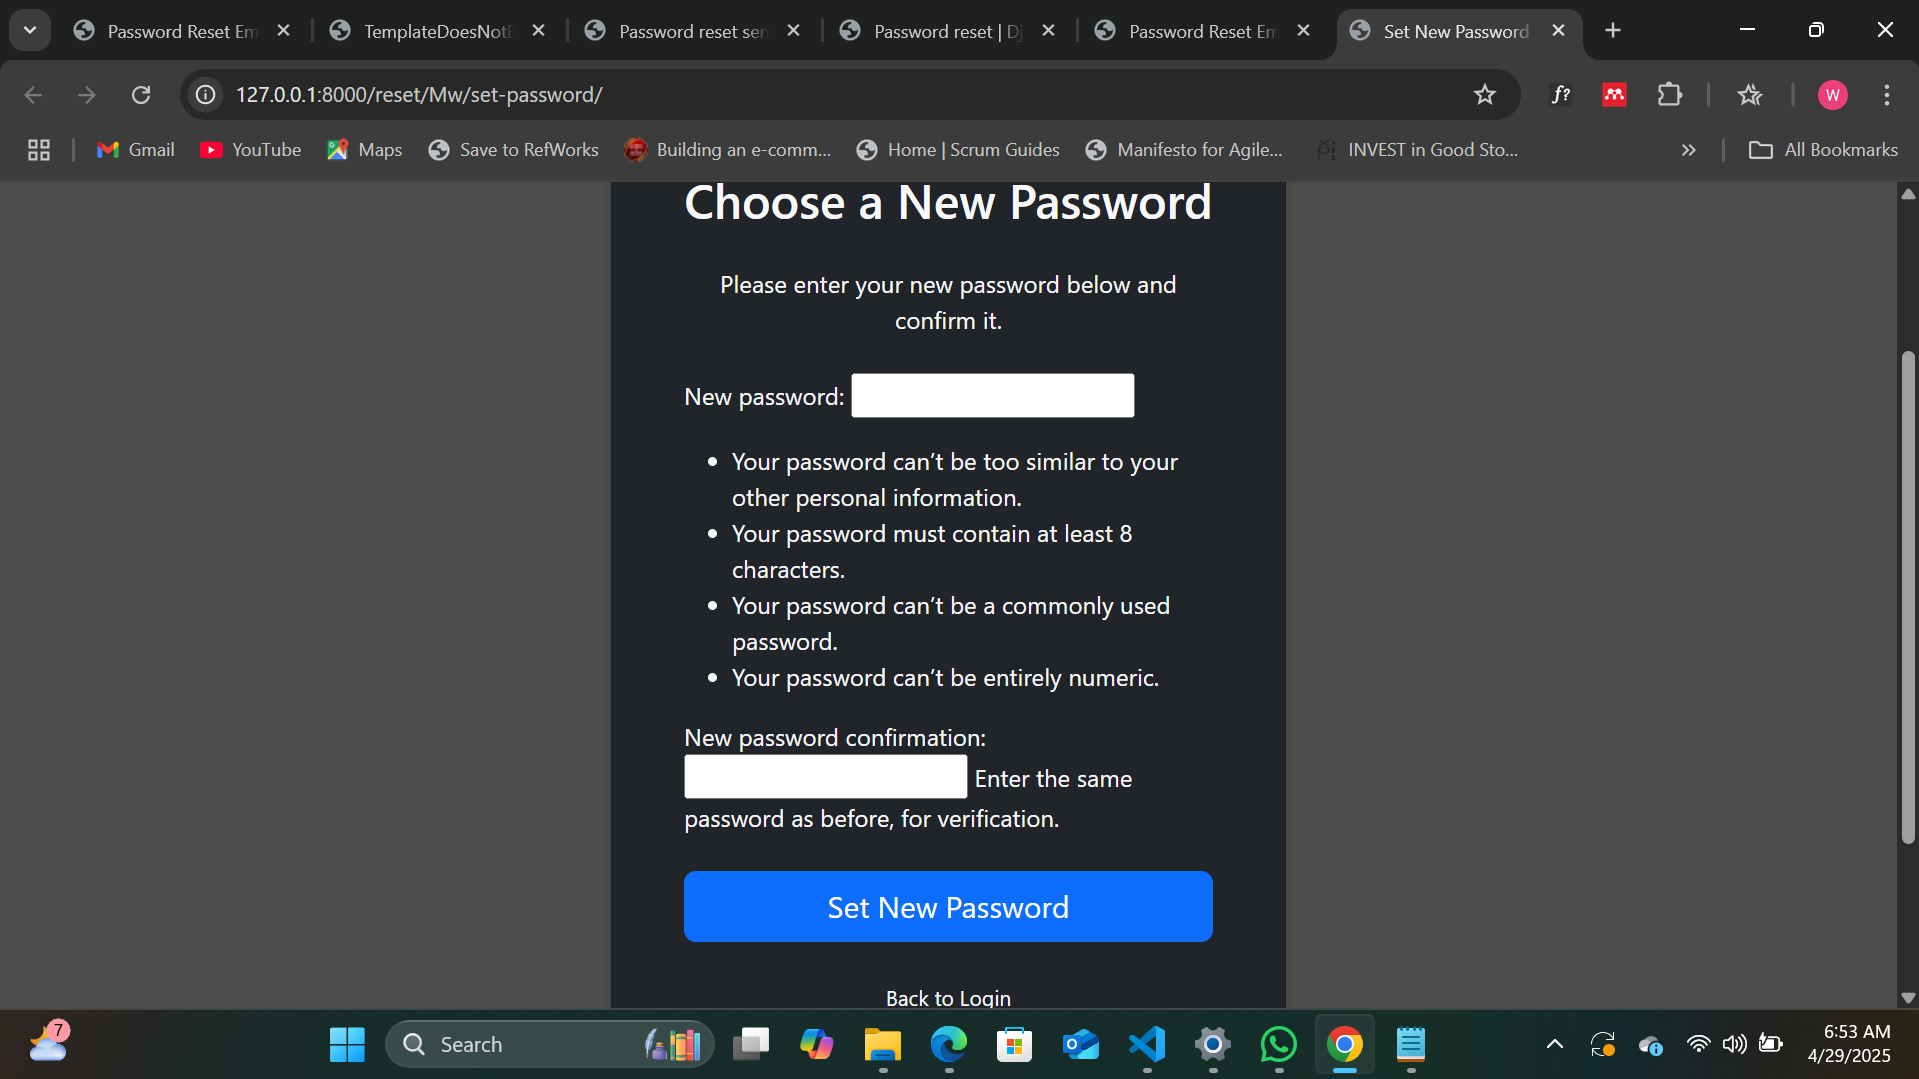 Password Reset Em
TemplateDoesNotE
Password reset sen
Password reset | Dj
Password Reset Em
Set New Password
127.0.0.1:8000/reset/Mw/set-password/
f?
W
Gmail
YouTube
Maps
Save to RefWorks
Building an e-comm...
Home | Scrum Guides
Manifesto for Agile...
INVEST in Good Sto...
All Bookmarks
Choose a New Password
Please enter your new password below and
confirm it.
New password:
Your password can’t be too similar to your
other personal information.
Your password must contain at least 8
characters.
Your password can’t be a commonly used
password.
Your password can’t be entirely numeric.
New password confirmation:
Enter the same
password as before, for verification.
Set New Password
Back to Login
7
Search
6:53 AM
4/29/2025